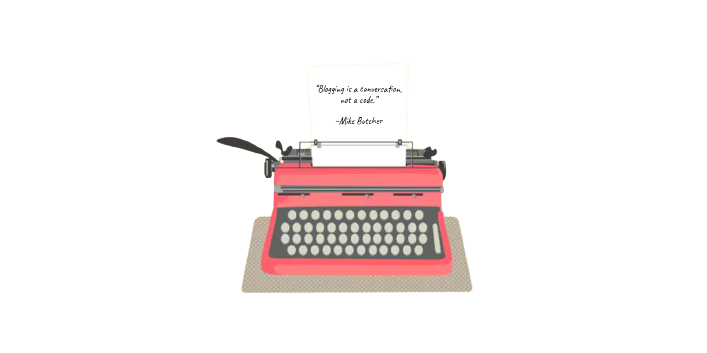 "Blogging is a conversation,
not a code."
-Mike Butcher